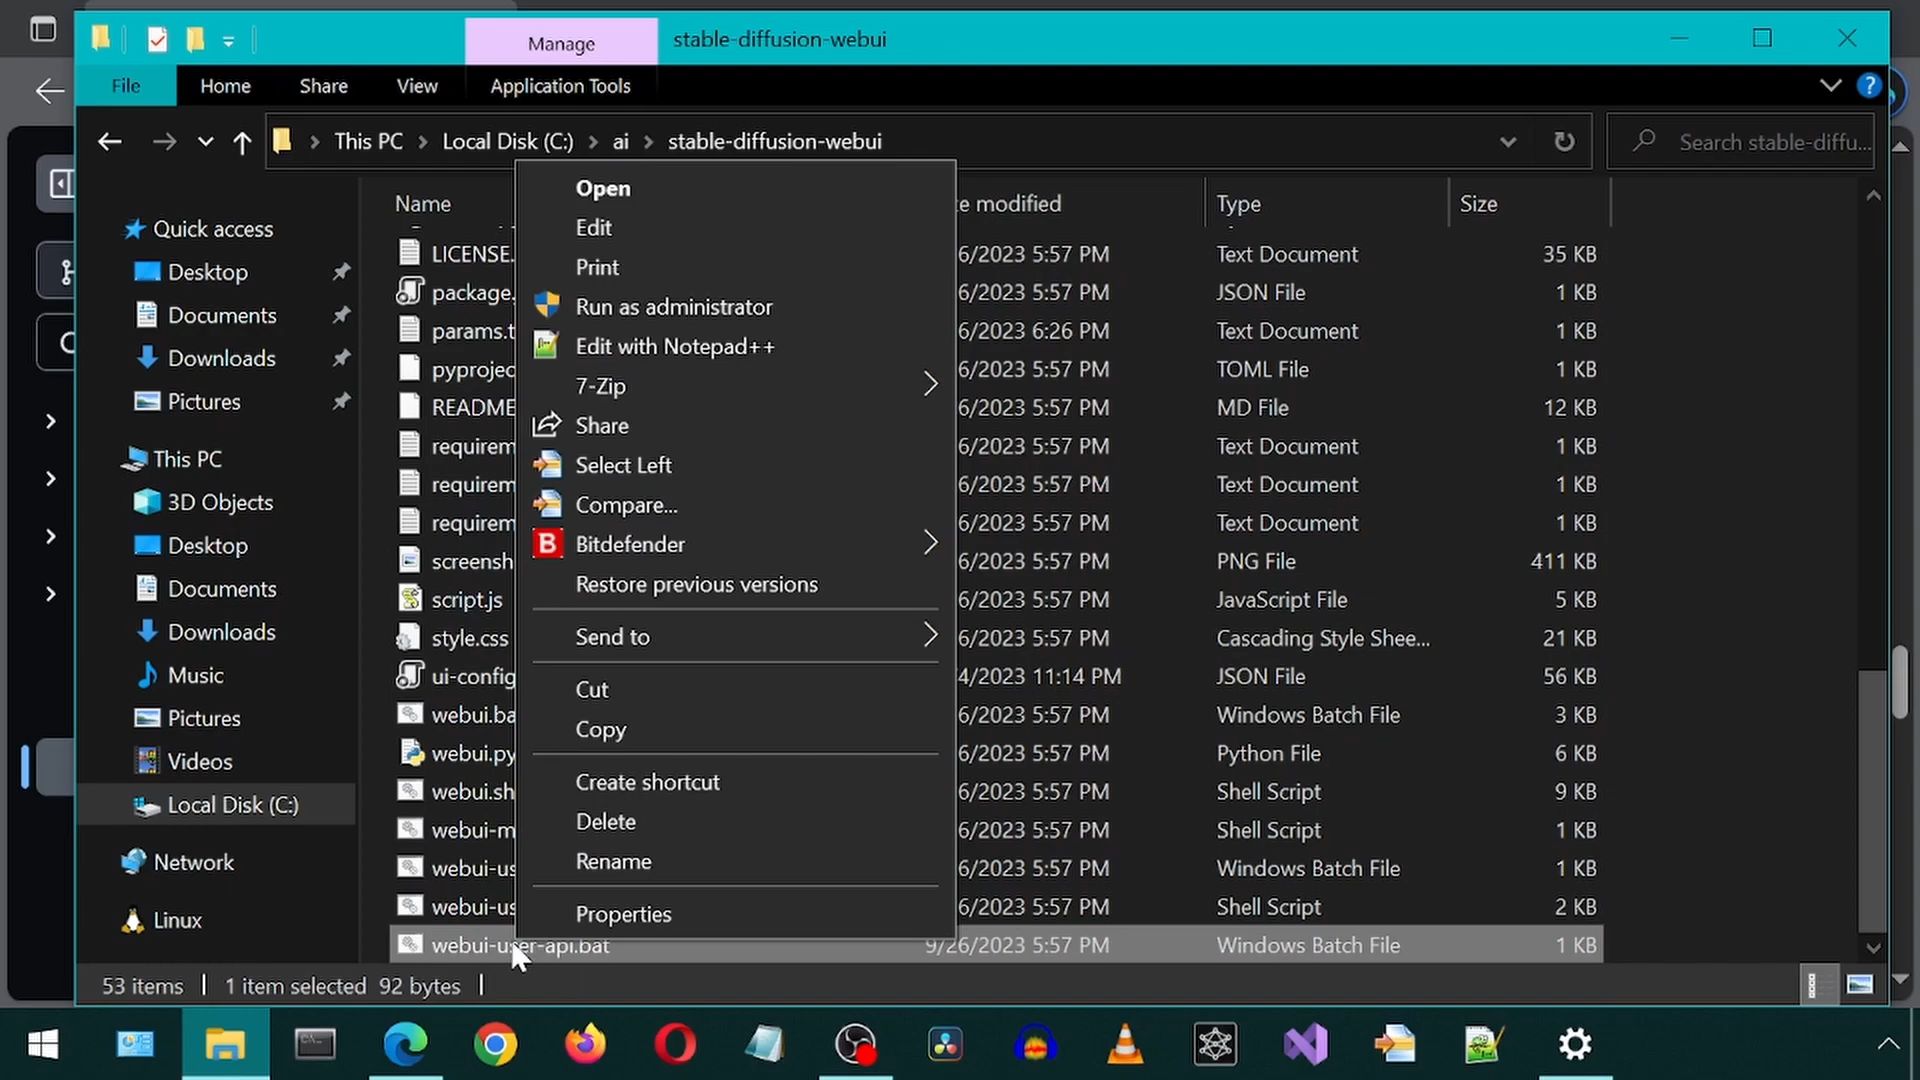 Manage
stable-diffusion-webui
File
Home
Share
View
Application Tools
?
This PC
Local Disk (C:)
ai
stable-diffusion-webui
Search stable-diffu...
Name
e modified
Type
Size
Quick access
Desktop
Documents
Downloads
Pictures
This PC
3D Objects
Desktop
Documents
Downloads
Music
Pictures
Videos
Local Disk (C:)
Network
Linux
Open
Edit
Print
Run as administrator
Edit with Notepad++
7-Zip
Share
Select Left
Compare...
B Bitdefender
Restore previous versions
Send to
Cut
Copy
Create shortcut
Delete
Rename
Properties
LICENSE. 6/2023 5:57 PM Text Document 35 KB
package. 6/2023 5:57 PM JSON File 1 KB
params.t 6/2023 6:26 PM Text Document 1 KB
pyprojec 6/2023 5:57 PM TOML File 1 KB
README 6/2023 5:57 PM MD File 12 KB
requirem 6/2023 5:57 PM Text Document 1 KB
requirem 6/2023 5:57 PM Text Document 1 KB
requirem 6/2023 5:57 PM Text Document 1 KB
screensh 6/2023 5:57 PM PNG File 411 KB
script.js 6/2023 5:57 PM JavaScript File 5 KB
style.css 6/2023 5:57 PM Cascading Style Shee... 21 KB
ui-config 4/2023 11:14 PM JSON File 56 KB
webui.ba 6/2023 5:57 PM Windows Batch File 3 KB
webui.py 6/2023 5:57 PM Python File 6 KB
webui.sh 6/2023 5:57 PM Shell Script 9 KB
webui-m 6/2023 5:57 PM Shell Script 1 KB
webui-us 6/2023 5:57 PM Windows Batch File 1 KB
webui-us 6/2023 5:57 PM Shell Script 2 KB
webui-user-api.bat 9/26/2023 5:57 PM Windows Batch File 1 KB
53 items
1 item selected 92 bytes